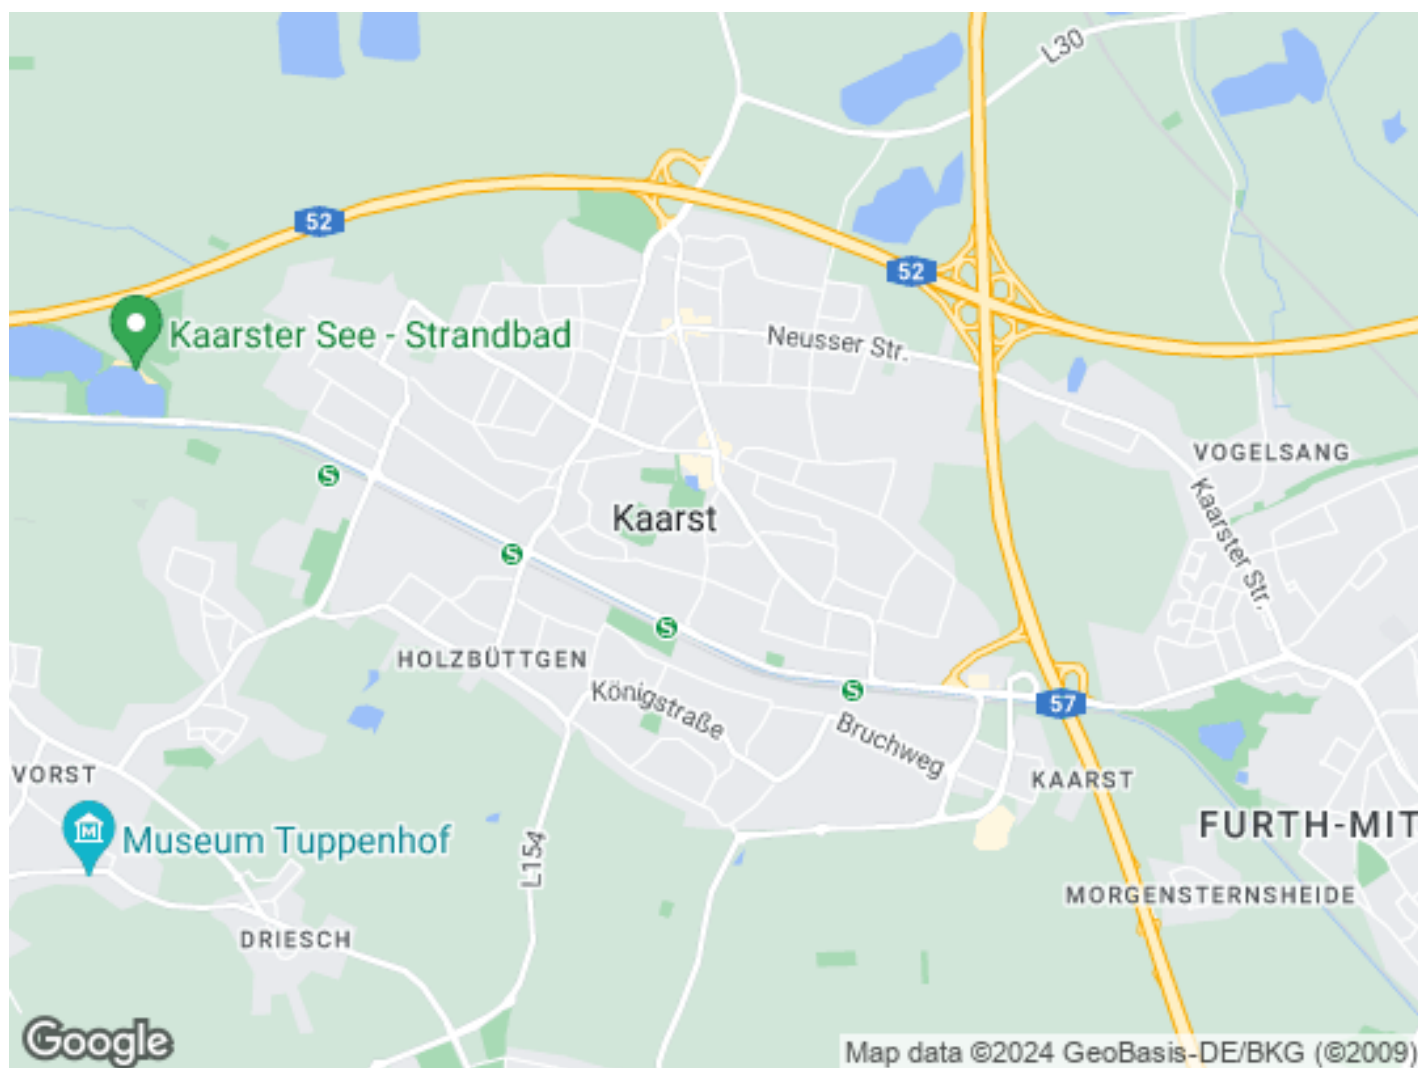 L30
52
52
Kaarster See - Strandbad
Neusser Str.
VOGELSANG
Kaarster Str.
S
Kaarst
S
S
HOLZBÜTTGEN
Königstraße
S
57
Bruchweg
VORST
KAARST
Museum Tuppenhof
M
L154
FURTH-MIT
MORGENSTERNSHEIDE
DRIESCH
Google
Map data ©2024 GeoBasis-DE/BKG (©2009)